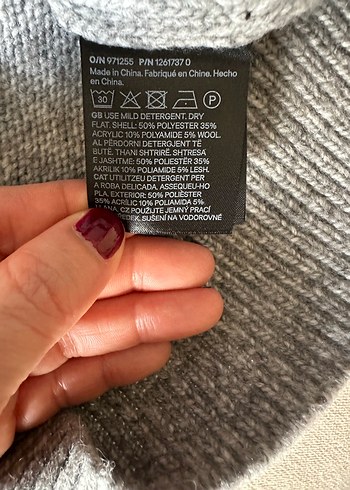 O/N 971255 P/N 1261737 0
Made in China. Fabriqué en Chine. Hecho
en China.
30 P
GB USE MILD DETERGENT. DRY
FLAT. SHELL: 50% POLYESTER 35%
ACRYLIC 10% POLYAMIDE 5% WOOL.
AL PËRDORI DETERGJENT TË
BUTË. THANI SHTRIRË. SHTRESA
E JASHTME: 50% POLIESTËR 35%
AKRILIK 10% POLIAMIDE 5% LESH.
CAT UTILITZEU DETERGENT PER
A ROBA DELICADA. ASSEQUEU-HO
PLA. EXTERIOR: 50% POLIÈSTER
35% ACRÍLIC 10% POLIAMIDA 5%
LLANA. CZ POUŽIJTE JEMNÝ PRACÍ
SUŠENÍ NA VODOROVNÉ